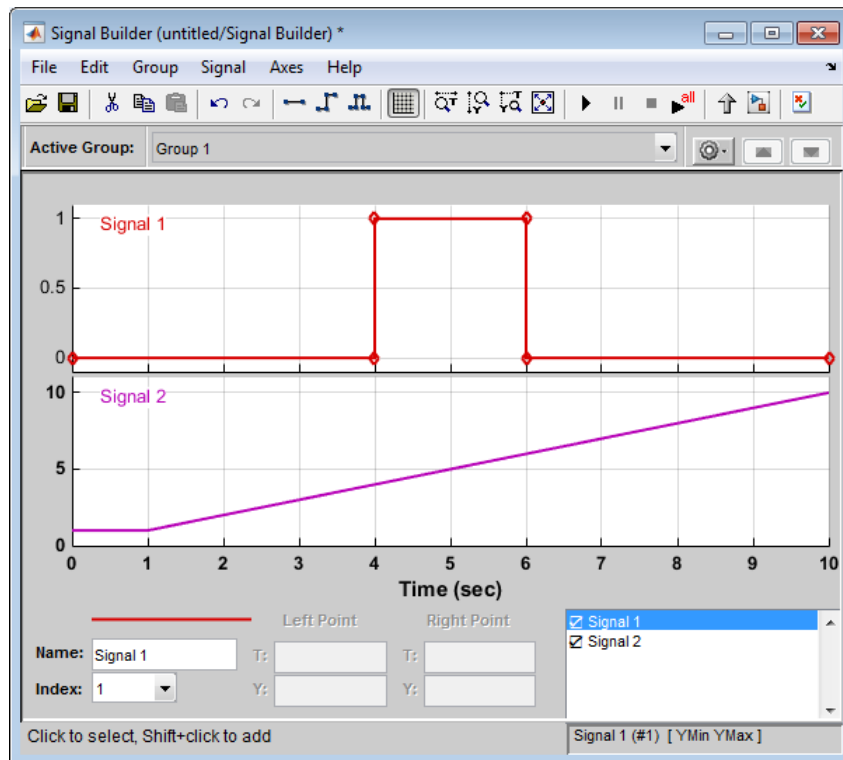 Signal Builder (untitled/Signal Builder) *
File Edit Group Signal Axes Help
all
Active Group: Group 1
1
Signal 1
0.5
0
10
Signal 2
5
0
0 1 2 3 4 5 6 7 8 9 10
Time (sec)
Left Point Right Point
Signal 1
Signal 2
Name: Signal 1 T: T:
Index: 1 Y: Y:
Click to select, Shift+click to add
Signal 1 (#1) [ YMin YMax ]